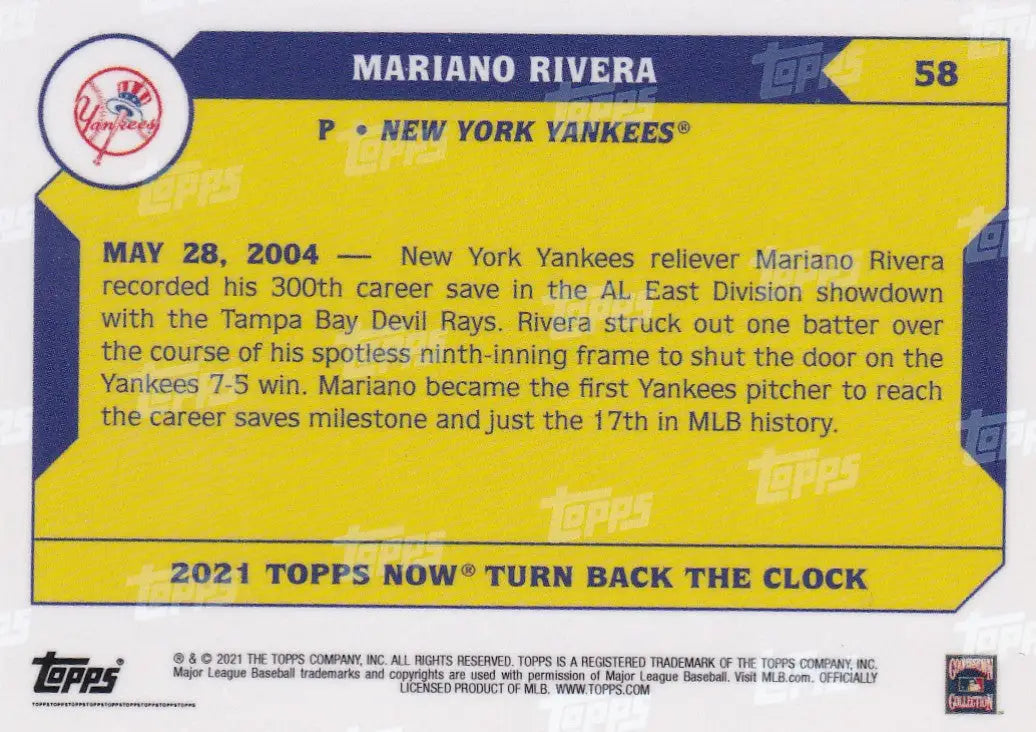 MARIANO RIVERA
58
Yankees
P • NEW YORK YANKEES®
MAY 28, 2004 — New York Yankees reliever Mariano Rivera
recorded his 300th career save in the AL East Division showdown
with the Tampa Bay Devil Rays. Rivera struck out one batter over
the course of his spotless ninth-inning frame to shut the door on the
Yankees 7-5 win. Mariano became the first Yankees pitcher to reach
the career saves milestone and just the 17th in MLB history.
2021 TOPPS NOW® TURN BACK THE CLOCK
Topps®
TOPPSTOPPSTOPPSTOPPSTOPPSTOPPSTOPPSTOPPSTOPPS
® & © 2021 THE TOPPS COMPANY, INC. ALL RIGHTS RESERVED. TOPPS IS A REGISTERED TRADEMARK OF THE TOPPS COMPANY, INC.
Major League Baseball trademarks and copyrights are used with permission of Major League Baseball. Visit MLB.com. OFFICIALLY
LICENSED PRODUCT OF M.L.B. WWW.TOPPS.COM
COOPERSTOWN
COLLECTION